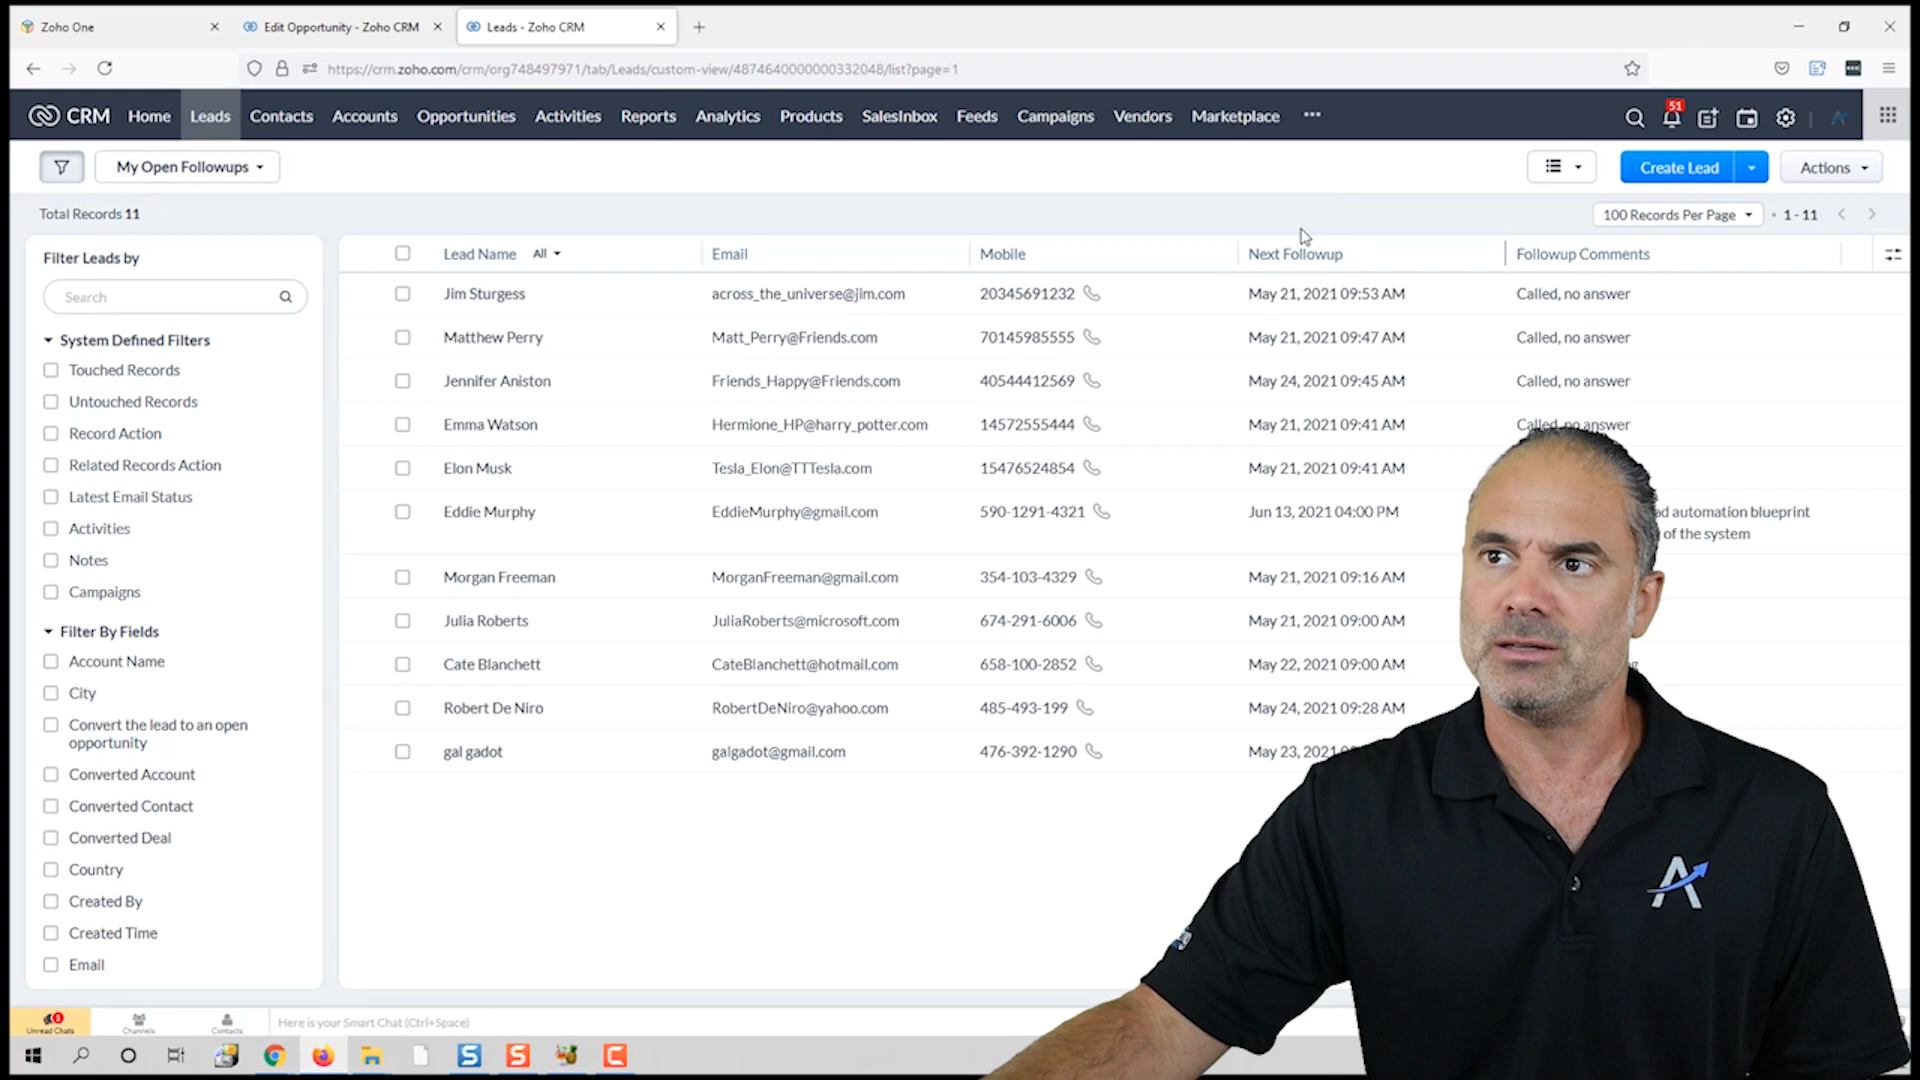 Zoho One
Edit Opportunity - Zoho CRM
Leads - Zoho CRM
https://crm.zoho.com/crm/org748497971/tab/Leads/custom-view/4874640000000332048/list?page=1
CRM Home Leads Contacts Accounts Opportunities Activities Reports Analytics Products SalesInbox Feeds Campaigns Vendors Marketplace ... 51
My Open Followups
Create Lead
Actions
Total Records 11
100 Records Per Page
1 - 11
Filter Leads by
Search
System Defined Filters
Touched Records
Untouched Records
Record Action
Related Records Action
Latest Email Status
Activities
Notes
Campaigns
Filter By Fields
Account Name
City
Convert the lead to an open
opportunity
Converted Account
Converted Contact
Converted Deal
Country
Created By
Created Time
Email
Lead Name All Email Mobile Next Followup Followup Comments
Jim Sturgess across_the_universe@jim.com 20345691232 May 21, 2021 09:53 AM Called, no answer
Matthew Perry Matt_Perry@Friends.com 70145985555 May 21, 2021 09:47 AM Called, no answer
Jennifer Aniston Friends_Happy@Friends.com 40544412569 May 24, 2021 09:45 AM Called, no answer
Emma Watson Hermione_HP@harry_potter.com 14572555444 May 21, 2021 09:41 AM Called, no answer
Elon Musk Tesla_Elon@TTTesla.com 15476524854 May 21, 2021 09:41 AM
Eddie Murphy EddieMurphy@gmail.com 590-1291-4321 Jun 13, 2021 04:00 PM automation blueprint
of the system
Morgan Freeman MorganFreeman@gmail.com 354-103-4329 May 21, 2021 09:16 AM
Julia Roberts JuliaRoberts@microsoft.com 674-291-6006 May 21, 2021 09:00 AM
Cate Blanchett CateBlanchett@hotmail.com 658-100-2852 May 22, 2021 09:00 AM
Robert De Niro RobertDeNiro@yahoo.com 485-493-199 May 24, 2021 09:28 AM
gal gadot galgadot@gmail.com 476-392-1290 May 23, 2021
Unread Chats
Channels
Contacts
Here is your Smart Chat (Ctrl+Space)